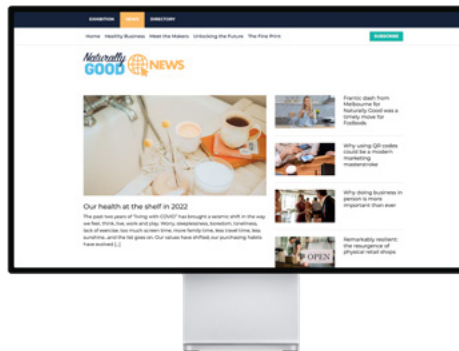 EXHIBITION NEWS DIRECTORY
Home Healthy Business Meet the Makers Unlocking the Future The Fine Print
SUBSCRIBE
Naturally
GOOD NEWS
Our health at the shelf in 2022
The past two years of "living with COVID" has brought a seismic shift in the way
we feel, think, live, work and play. Worry, sleeplessness, boredom, loneliness,
lack of exercise, too much screen time, more family time, less travel time, less
sunshine...and the list goes on. Our values have shifted, our purchasing habits
have evolved [...]
Frantic dash from
Melbourne for
Naturally Good was a
timely move for
Fodbods
Why using QR codes
could be a modern
marketing
masterstroke
Why doing business in
person is more
important than ever
Remarkably resilient:
the resurgence of
physical retail shops
OPEN